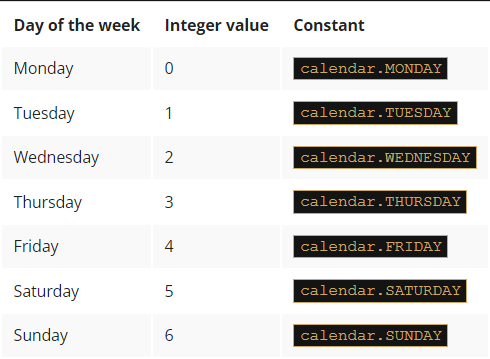 Day of the week Integer value Constant
Monday 0 calendar.MONDAY
Tuesday 1 calendar.TUESDAY
Wednesday 2 calendar.WEDNESDAY
Thursday 3 calendar.THURSDAY
Friday 4 calendar.FRIDAY
Saturday 5 calendar.SATURDAY
Sunday 6 calendar.SUNDAY